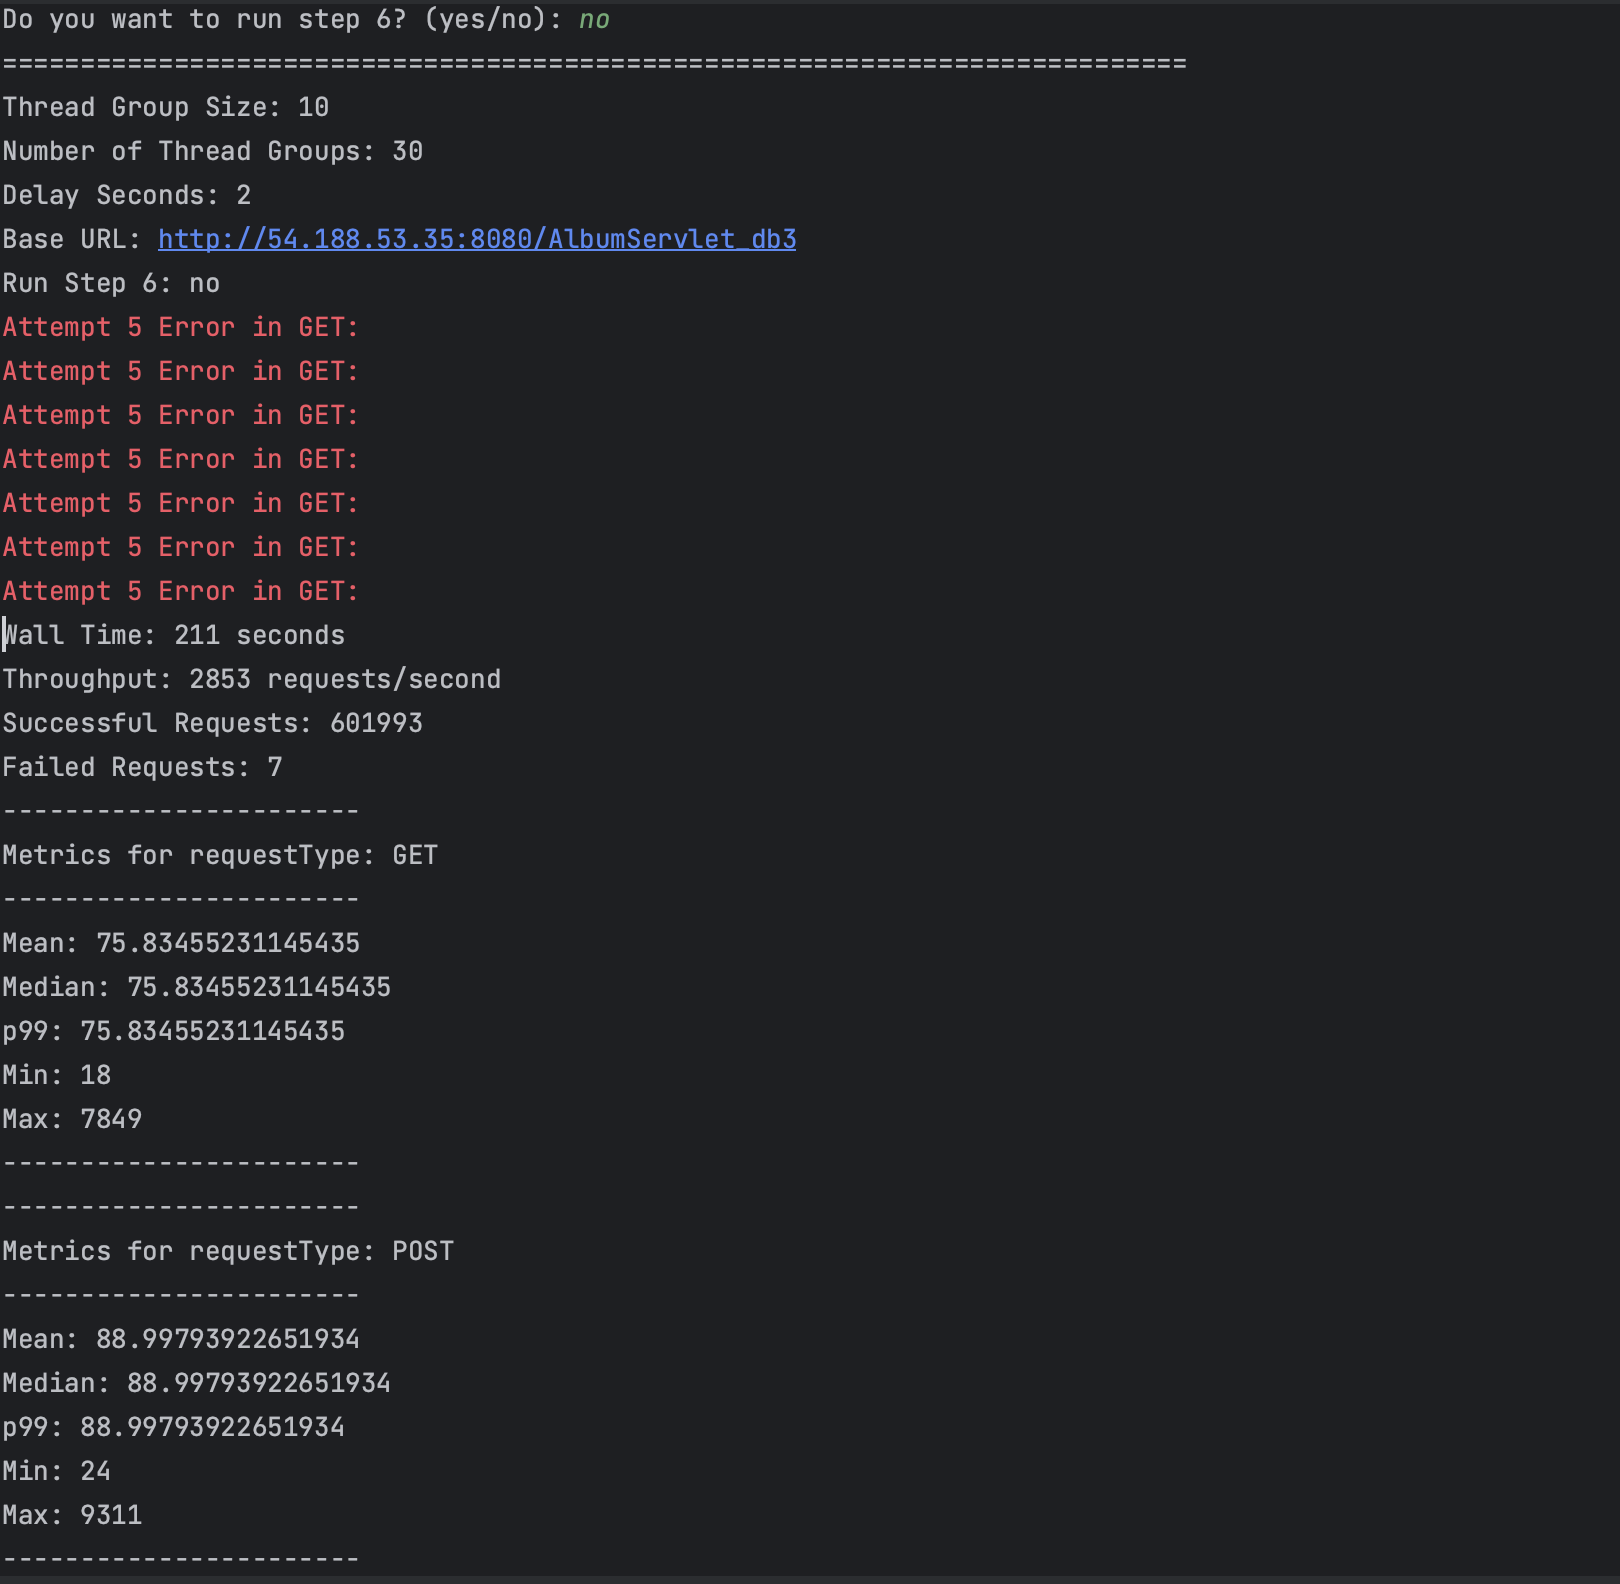 Do you want to run step 6? (yes/no): no
============================================================================
Thread Group Size: 10
Number of Thread Groups: 30
Delay Seconds: 2
Base URL: http://54.188.53.35:8080/AlbumServlet_db3
Run Step 6: no
Attempt 5 Error in GET:
Attempt 5 Error in GET:
Attempt 5 Error in GET:
Attempt 5 Error in GET:
Attempt 5 Error in GET:
Attempt 5 Error in GET:
Attempt 5 Error in GET:
Wall Time: 211 seconds
Throughput: 2853 requests/second
Successful Requests: 601993
Failed Requests: 7
-----------------------
Metrics for requestType: GET
-----------------------
Mean: 75.83455231145435
Median: 75.83455231145435
p99: 75.83455231145435
Min: 18
Max: 7849
-----------------------
-----------------------
Metrics for requestType: POST
-----------------------
Mean: 88.99793922651934
Median: 88.99793922651934
p99: 88.99793922651934
Min: 24
Max: 9311
-----------------------